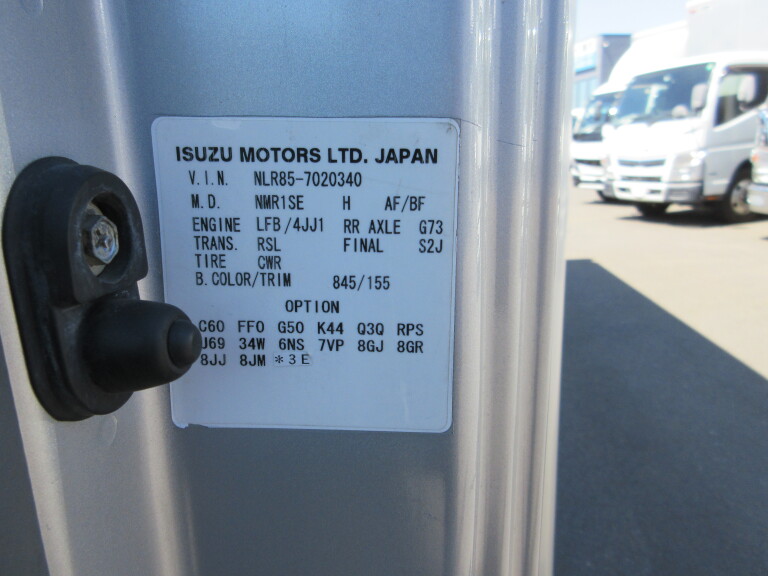 ISUZU MOTORS LTD. JAPAN
V.I.N. NLR85-7020340
M.D. NMR1SE H AF/BF
ENGINE LFB/4JJ1 RR AXLE G73
TRANS. RSL FINAL S2J
TIRE CWR
B.COLOR/TRIM 845/155
OPTION
C60 FF0 G50 K44 Q3Q RPS
J69 34W 6NS 7VP 8GJ 8GR
8JJ 8JM *3E